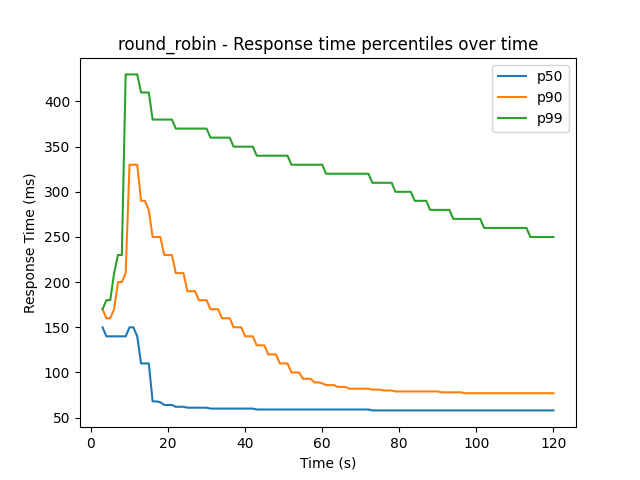 round_robin - Response time percentiles over time
p50
p90
p99
Response Time (ms)
400
350
300
250
200
150
100
50
0
20
40
60
80
100
120
Time (s)